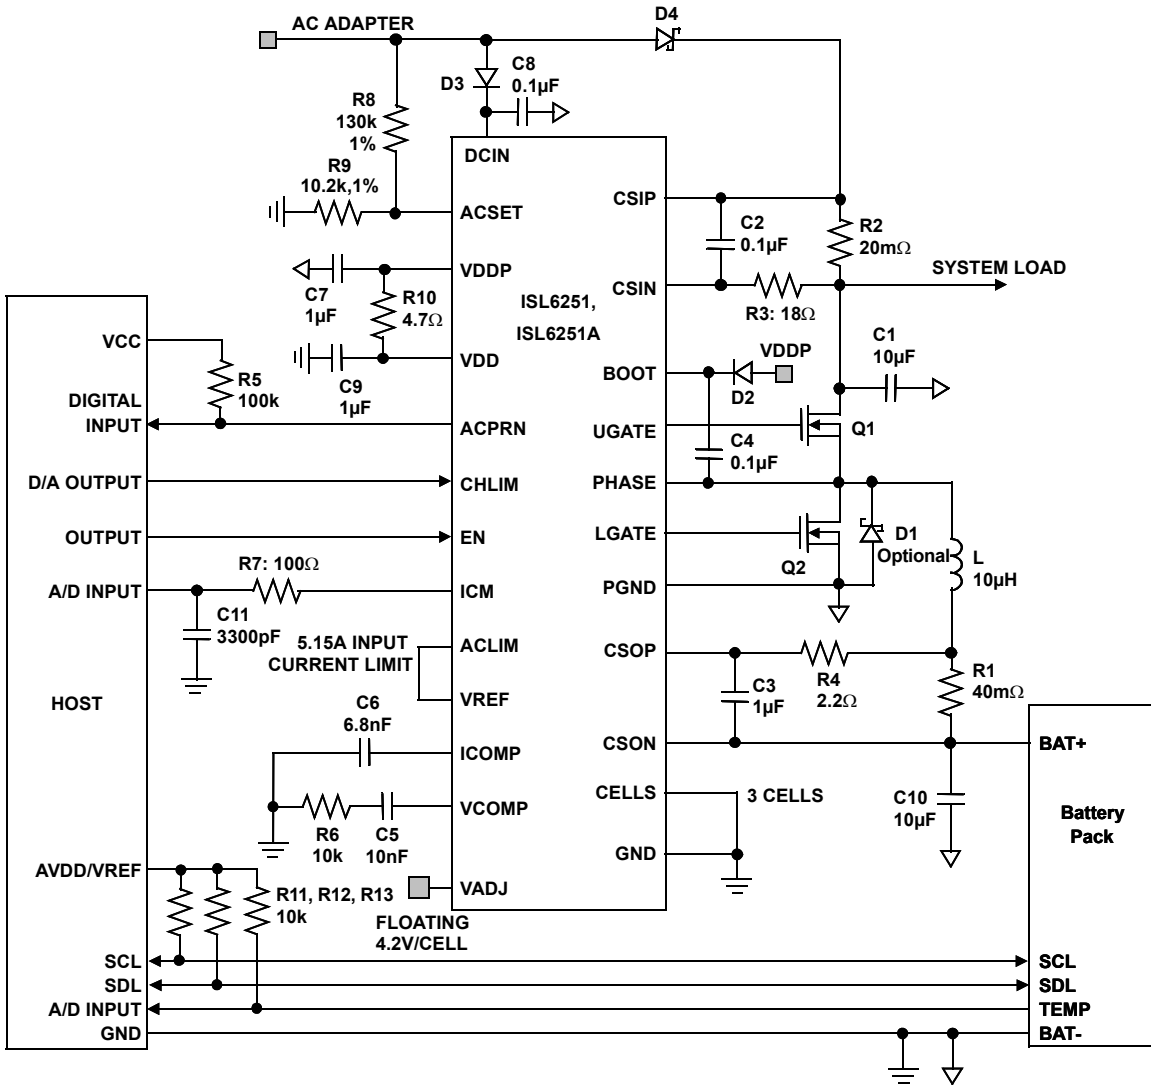 AC ADAPTER
D4
D3
C8
0.1µF
R8
130k
1%
R9
10.2k,1%
DCIN
ACSET
CSIP
C2
0.1µF
R2
20mΩ
VDDP
C7
1µF
R10
4.7Ω
ISL6251,
ISL6251A
CSIN
R3: 18Ω
SYSTEM LOAD
VDD
C9
1µF
BOOT
VDDP
D2
C1
10µF
VCC
R5
100k
DIGITAL
INPUT
ACPRN
UGATE
Q1
C4
0.1µF
D/A OUTPUT
CHLIM
PHASE
OUTPUT
EN
LGATE
Q2
D1
Optional
L
10µH
A/D INPUT
R7: 100Ω
ICM
PGND
C11
3300pF
5.15A INPUT
CURRENT LIMIT
ACLIM
VREF
CSOP
R4
2.2Ω
C3
1µF
R1
40mΩ
HOST
C6
6.8nF
ICOMP
CSON
BAT+
VCOMP
R6
10k
C5
10nF
CELLS
3 CELLS
C10
10µF
Battery
Pack
GND
AVDD/VREF
R11, R12, R13
10k
VADJ
FLOATING
4.2V/CELL
SCL
SCL
SDL
SDL
A/D INPUT
TEMP
GND
BAT-